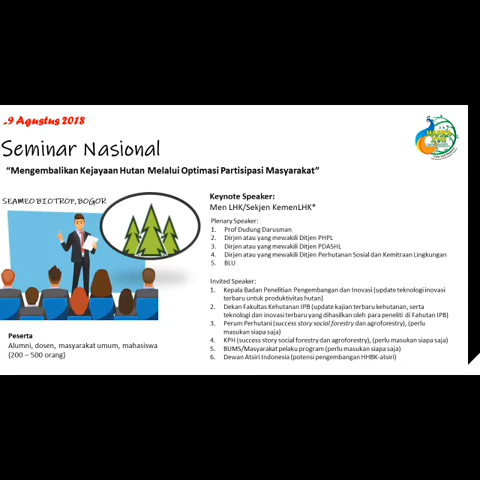 .9 Agustus 2018
Seminar Nasional
"Mengembalikan Kejayaan Hutan Melalui Optimasi Partisipasi Masyarakat"
SEAMEO BIOTROP, BOGOR
Keynote Speaker:
Men LHK/Sekjen KemenLHK*
Plenary Speaker:
1. Prof Dudung Darusman
2. Dirjen atau yang mewakili Ditjen PHPL
3. Dirjen atau yang mewakili Ditjen PDASHL
4. Dirjen atau yang mewakili Ditjen Perhutanan Sosial dan Kemitraan Lingkungan
5. BLU
Invited Speaker:
1. Kepala Badan Penelitian Pengembangan dan Inovasi (update teknologi inovasi
terbaru untuk produktivitas hutan)
2. Dekan Fakultas Kehutanan IPB (update kajian terbaru kehutanan, serta
teknologi dan inovasi terbaru yang dihasilkan oleh para peneliti di Fahutan IPB)
3. Perum Perhutani (success story social forestry dan agroforestry), (perlu
masukan siapa saja)
4. KPH (success story social forestry dan agroforestry), (perlu masukan siapa saja)
5. BUMS/Masyarakat pelaku program (perlu masukan siapa saja)
6. Dewan Atsiri Indonesia (potensi pengembangan HHBK-atsiri)
Peserta
Alumni, dosen, masyarakat umum, mahasiswa
(200 – 500 orang)